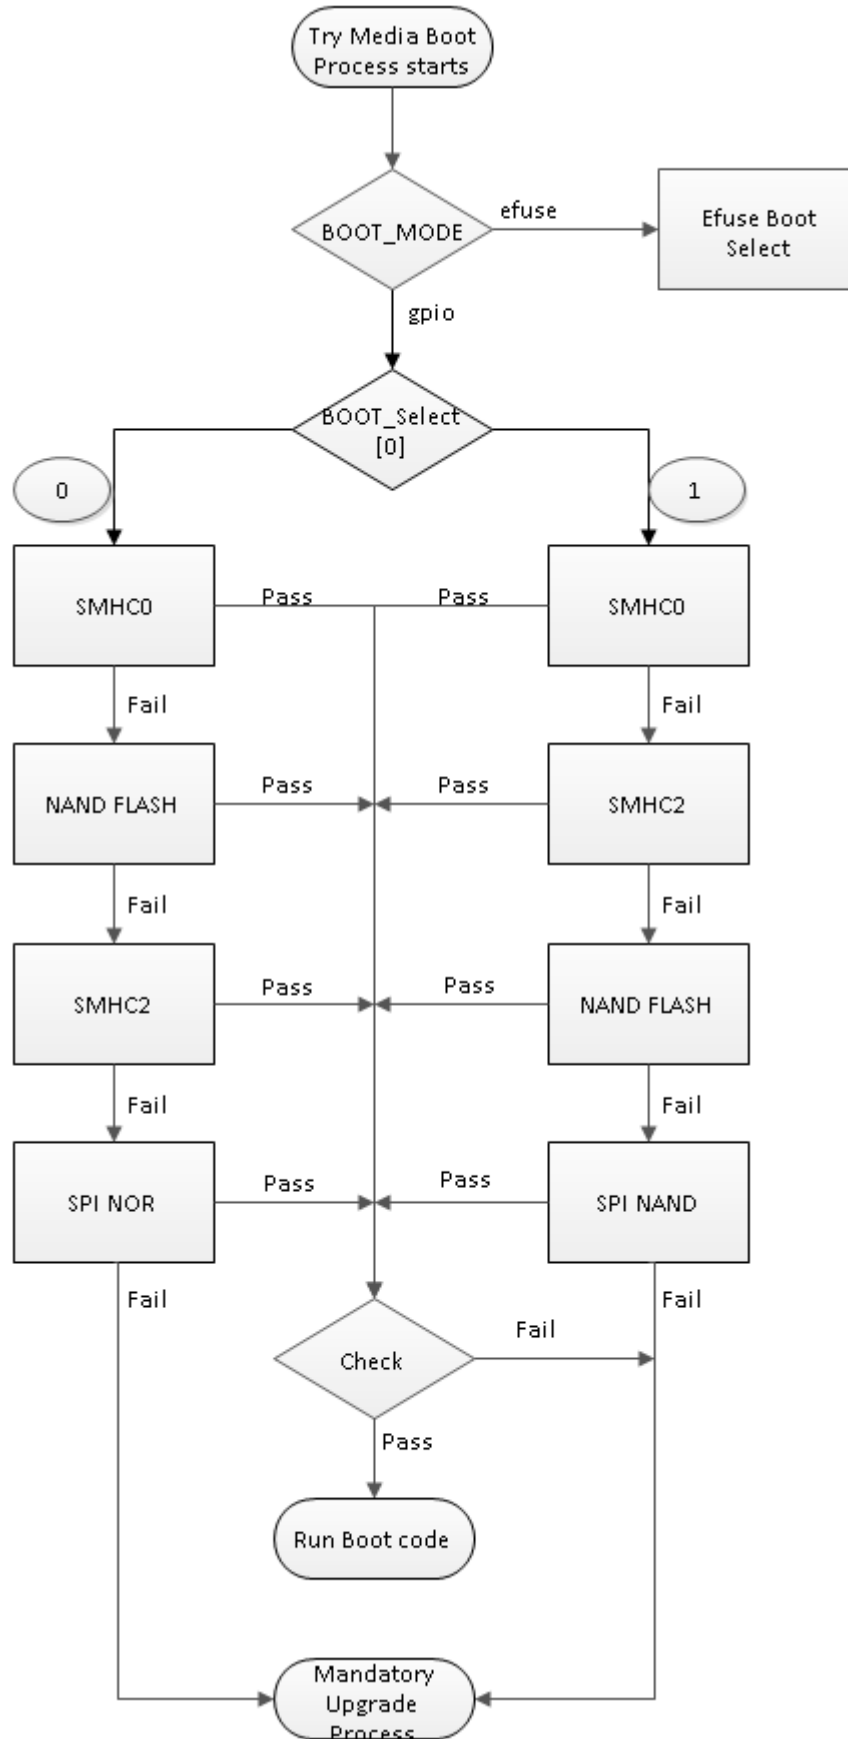 Try Media Boot
Process starts
BOOT_MODE
efuse
Efuse Boot
Select
gpio
BOOT_Select
[0]
0
1
SMHC0
Pass
Pass
SMHC0
Fail
Fail
NAND FLASH
Pass
Pass
SMHC2
Fail
Fail
SMHC2
Pass
Pass
NAND FLASH
Fail
Fail
SPI NOR
Pass
Pass
SPI NAND
Fail
Fail
Check
Fail
Pass
Run Boot code
Mandatory
Upgrade
Process